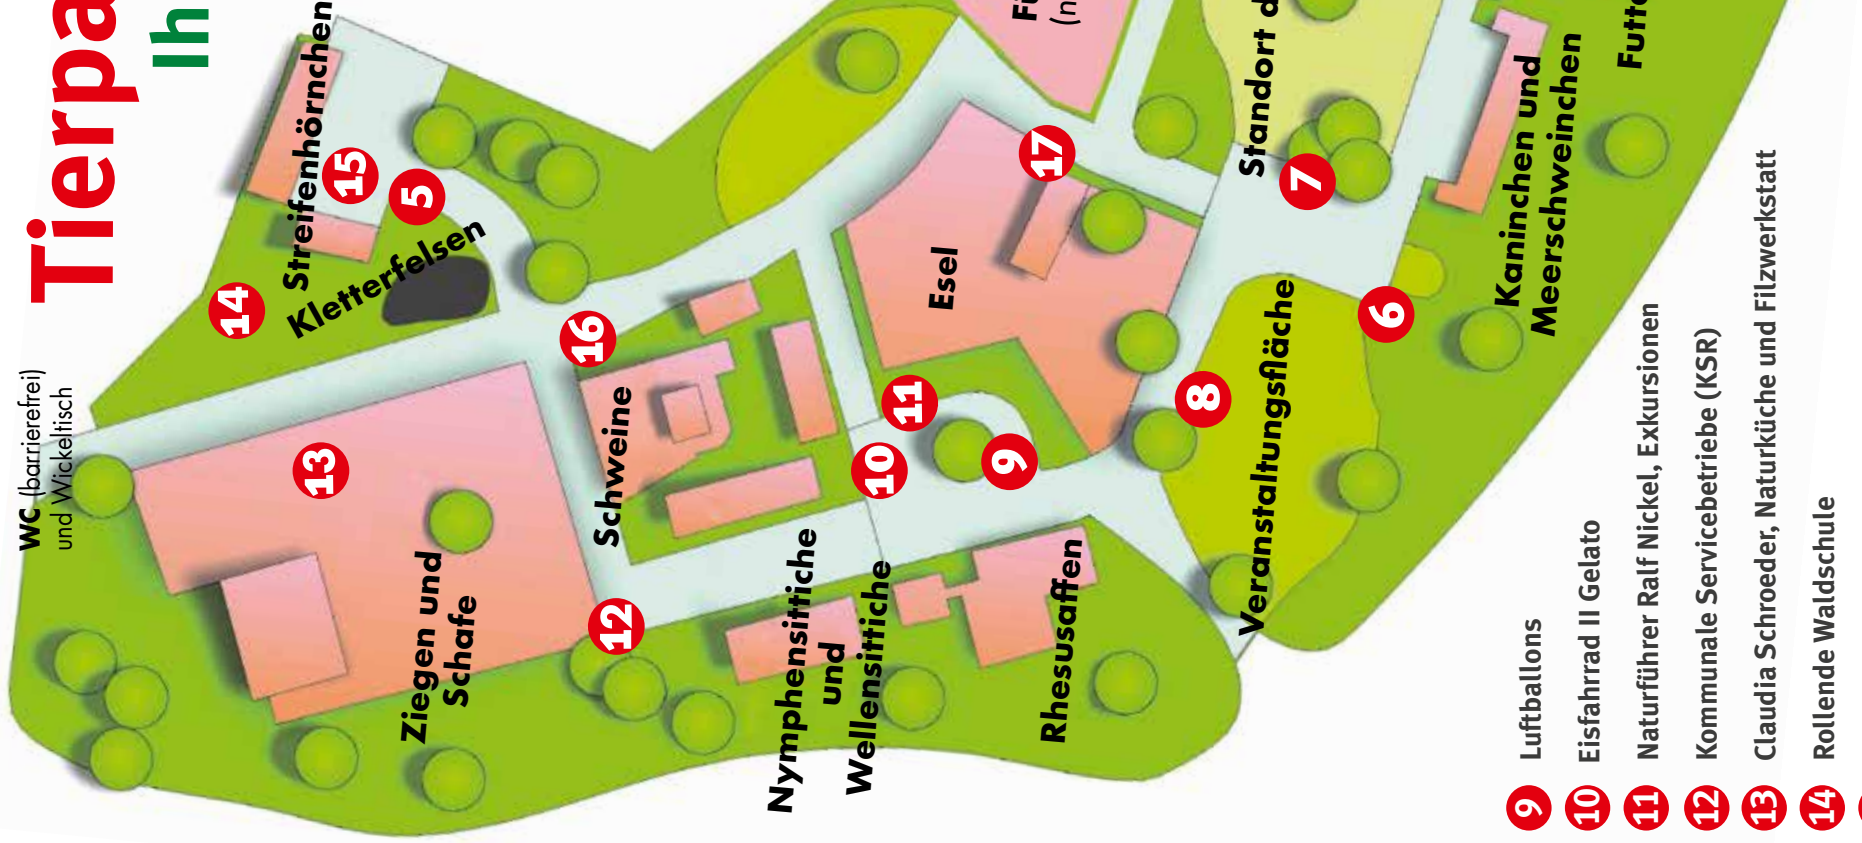 Tierpa
Ih
WC (barrierefrei)
und Wickeltisch
14
Streifenhörnchen
15
5
Kletterfelsen
13
Ziegen und
Schafe
16
Schweine
12
Nymphensittiche
und
Wellensittiche
10
11
9
Esel
17
Rhesusaffen
8
Fi
(n
Standort d
7
Veranstaltungsfläche
6
Kaninchen und
Meerschweinchen
Futte
9 Luftballons
10 Eisfahrrad II Gelato
11 Naturführer Ralf Nickel, Exkursionen
12 Kommunale Servicebetriebe (KSR)
13 Claudia Schroeder, Naturküche und Filzwerkstatt
14 Rollende Waldschule